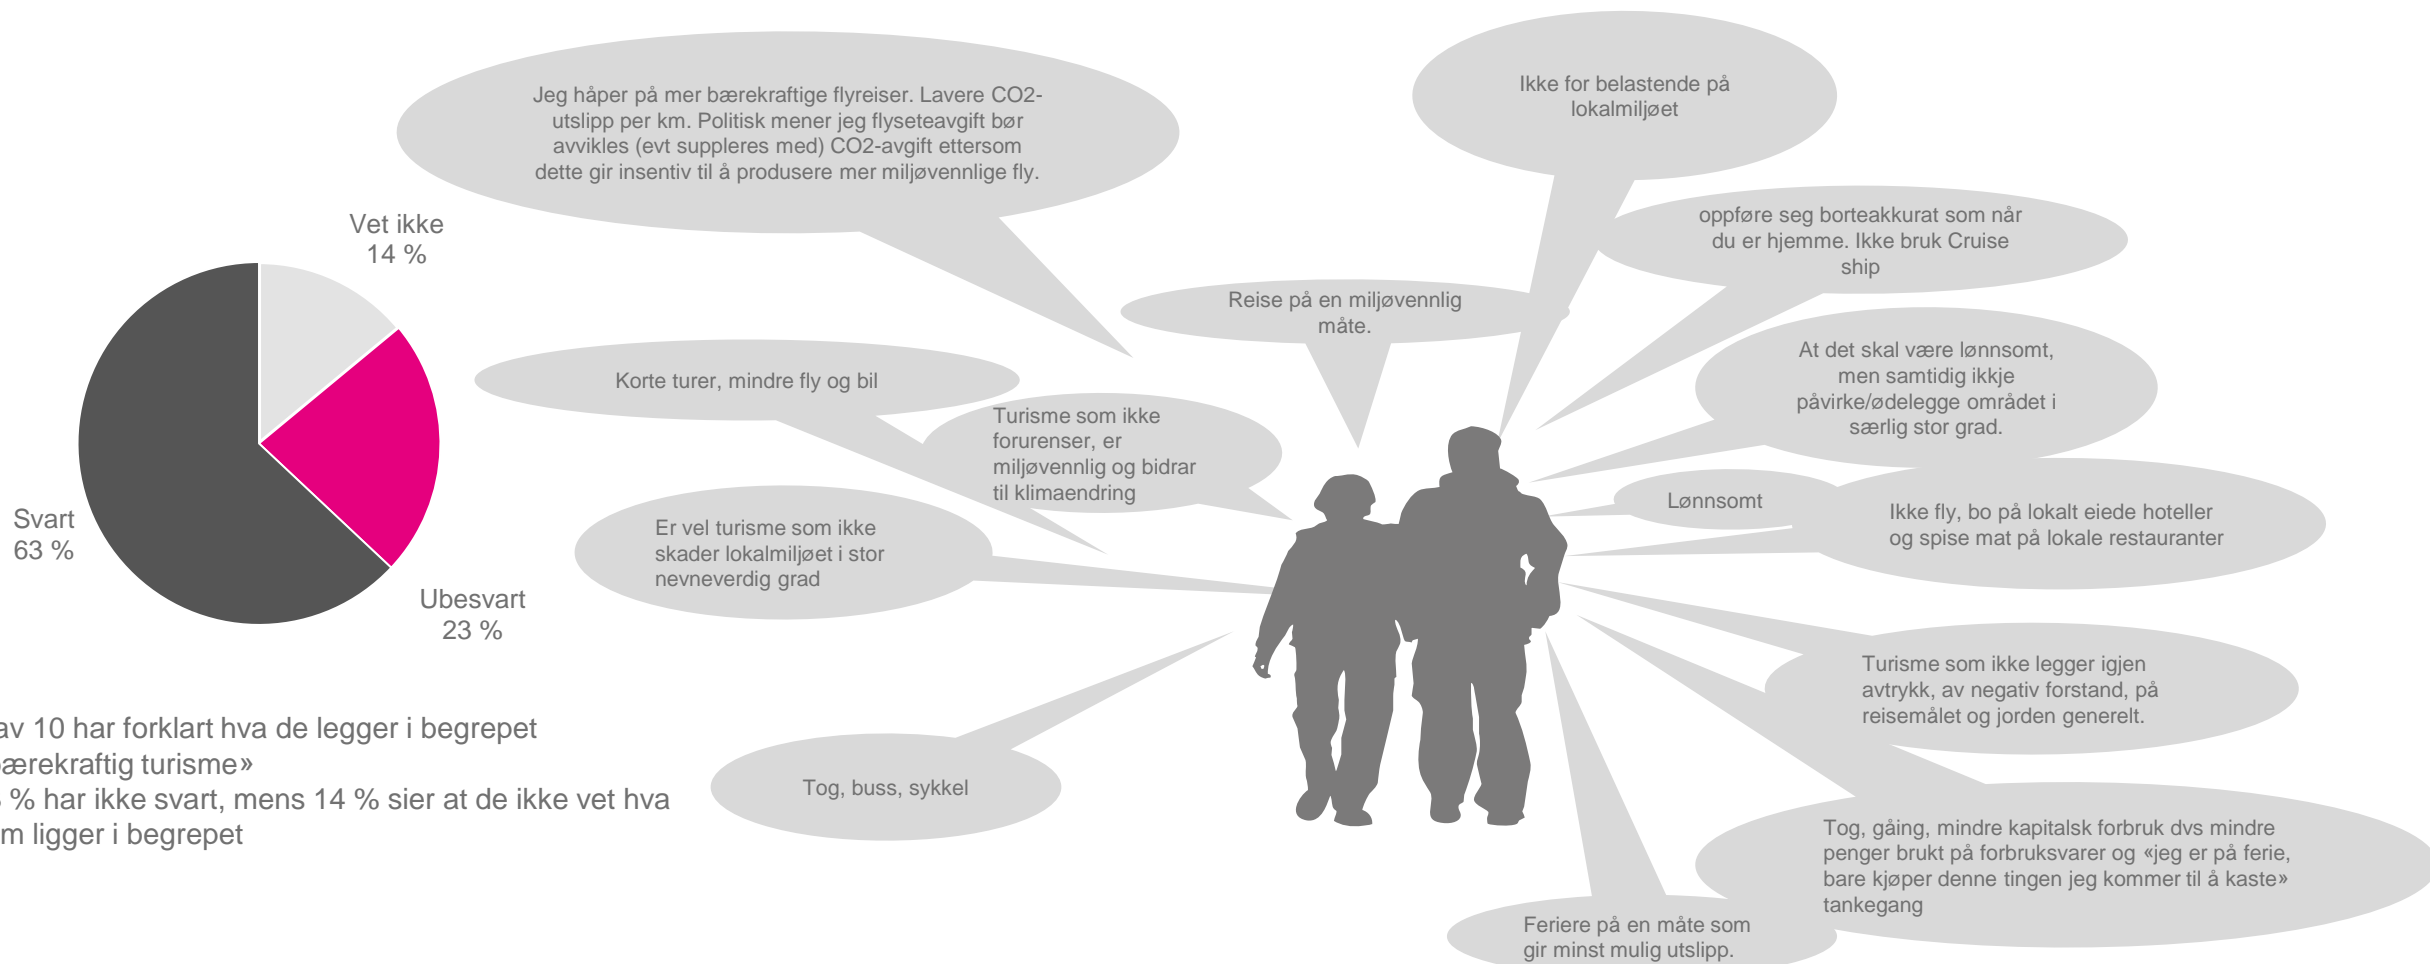 Jeg håper på mer bærekraftige flyreiser. Lavere CO2-
utslipp per km. Politisk mener jeg flyseteavgift bør
avvikles (evt suppleres med) CO2-avgift ettersom
dette gir insentiv til å produsere mer miljøvennlige fly.
Ikke for belastende på
lokalmiljøet
oppføre seg borteakkurat som når
du er hjemme. Ikke bruk Cruise
ship
Vet ikke
14 %
Reise på en miljøvennlig
måte.
At det skal være lønnsomt,
men samtidig ikkje
påvirke/ødelegge området i
særlig stor grad.
Korte turer, mindre fly og bil
Turisme som ikke
forurenser, er
miljøvennlig og bidrar
til klimaendring
Lønnsomt
Ikke fly, bo på lokalt eiede hoteller
og spise mat på lokale restauranter
Svart
63 %
Er vel turisme som ikke
skader lokalmiljøet i stor
nevneverdig grad
Ubesvart
23 %
Turisme som ikke legger igjen
avtrykk, av negativ forstand, på
reisemålet og jorden generelt.
av 10 har forklart hva de legger i begrepet
bærekraftig turisme»
% har ikke svart, mens 14 % sier at de ikke vet hva
m ligger i begrepet
Tog, buss, sykkel
Tog, gåing, mindre kapitalsk forbruk dvs mindre
penger brukt på forbruksvarer og «jeg er på ferie,
bare kjøper denne tingen jeg kommer til å kaste»
tankegang
Feriere på en måte som
gir minst mulig utslipp.